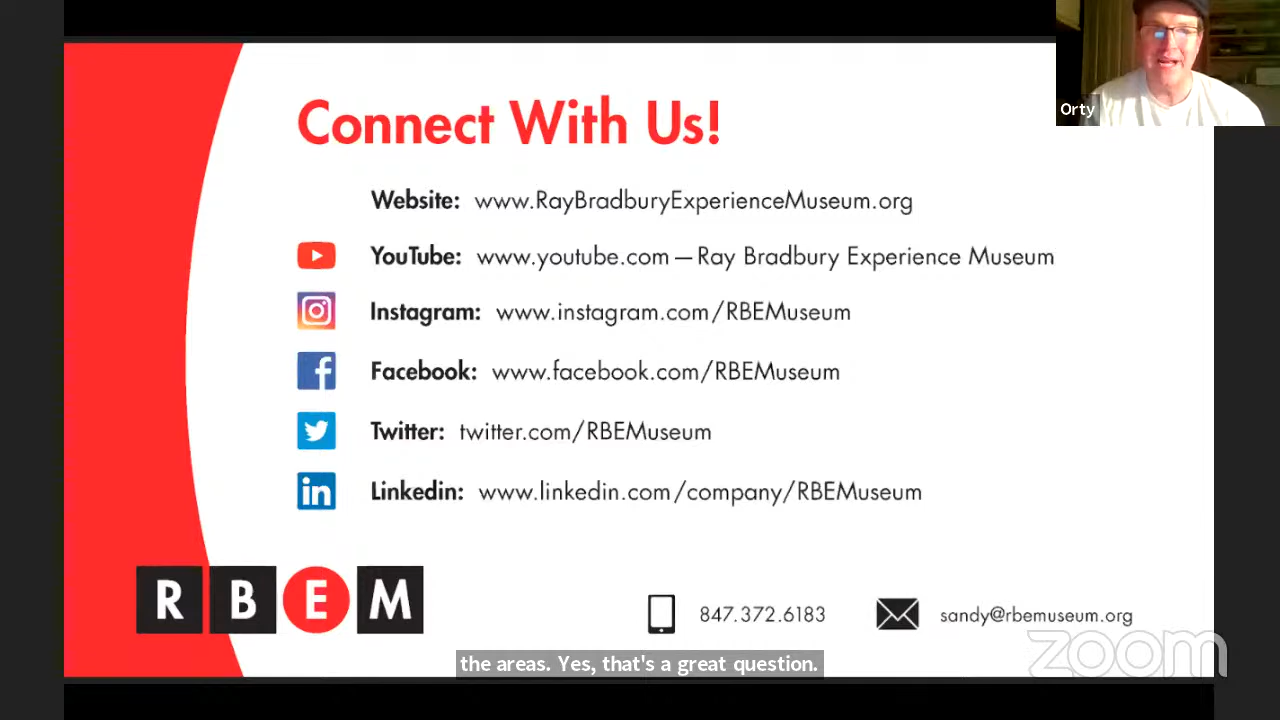 Orty
Connect With Us!
Website: www.RayBradburyExperienceMuseum.org
YouTube: www.youtube.com — Ray Bradbury Experience Museum
Instagram: www.instagram.com/RBEMuseum
Facebook: www.facebook.com/RBEMuseum
Twitter: twitter.com/RBEMuseum
in Linkedin: www.linkedin.com/company/RBEMuseum
R B E M
847.372.6183 sandy@rbemuseum.org
zoom
the areas. Yes, that's a great question.